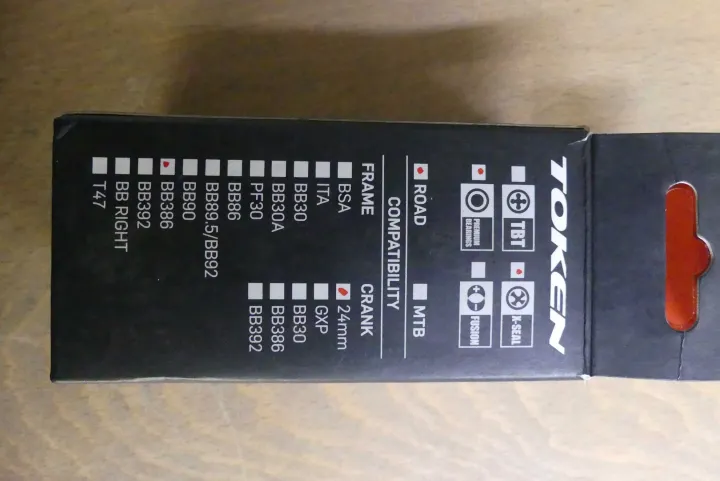 TOKEN
TBT
X-SEAL
PREMIUM BEARINGS
FUSION
ROAD
MTB
COMPATIBILITY
FRAME
BSA
ITA
BB30
BB30A
PF30
BB86
BB89.5/BB92
BB90
BB386
BB392
BB RIGHT
T47
CRANK
24mm
GXP
BB30
BB386
BB392